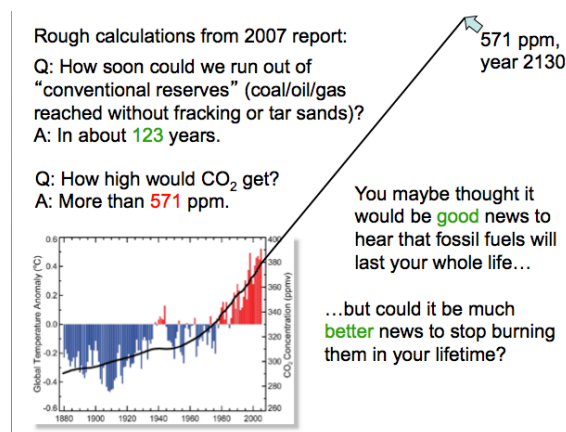 Rough calculations from 2007 report:
Q: How soon could we run out of
“conventional reserves” (coal/oil/gas
reached without fracking or tar sands)?
A: In about 123 years.
Q: How high would CO₂ get?
A: More than 571 ppm.
571 ppm,
year 2130
You maybe thought it
would be good news to
hear that fossil fuels will
last your whole life…
…but could it be much
better news to stop burning
them in your lifetime?
Global Temperature Anomaly (°C)
0.6
0.4
0.2
0.0
-0.2
-0.4
-0.6
CO₂ Concentration (ppmv)
400
380
360
340
330
300
280
260
1880 1900 1920 1940 1960 1980 2000